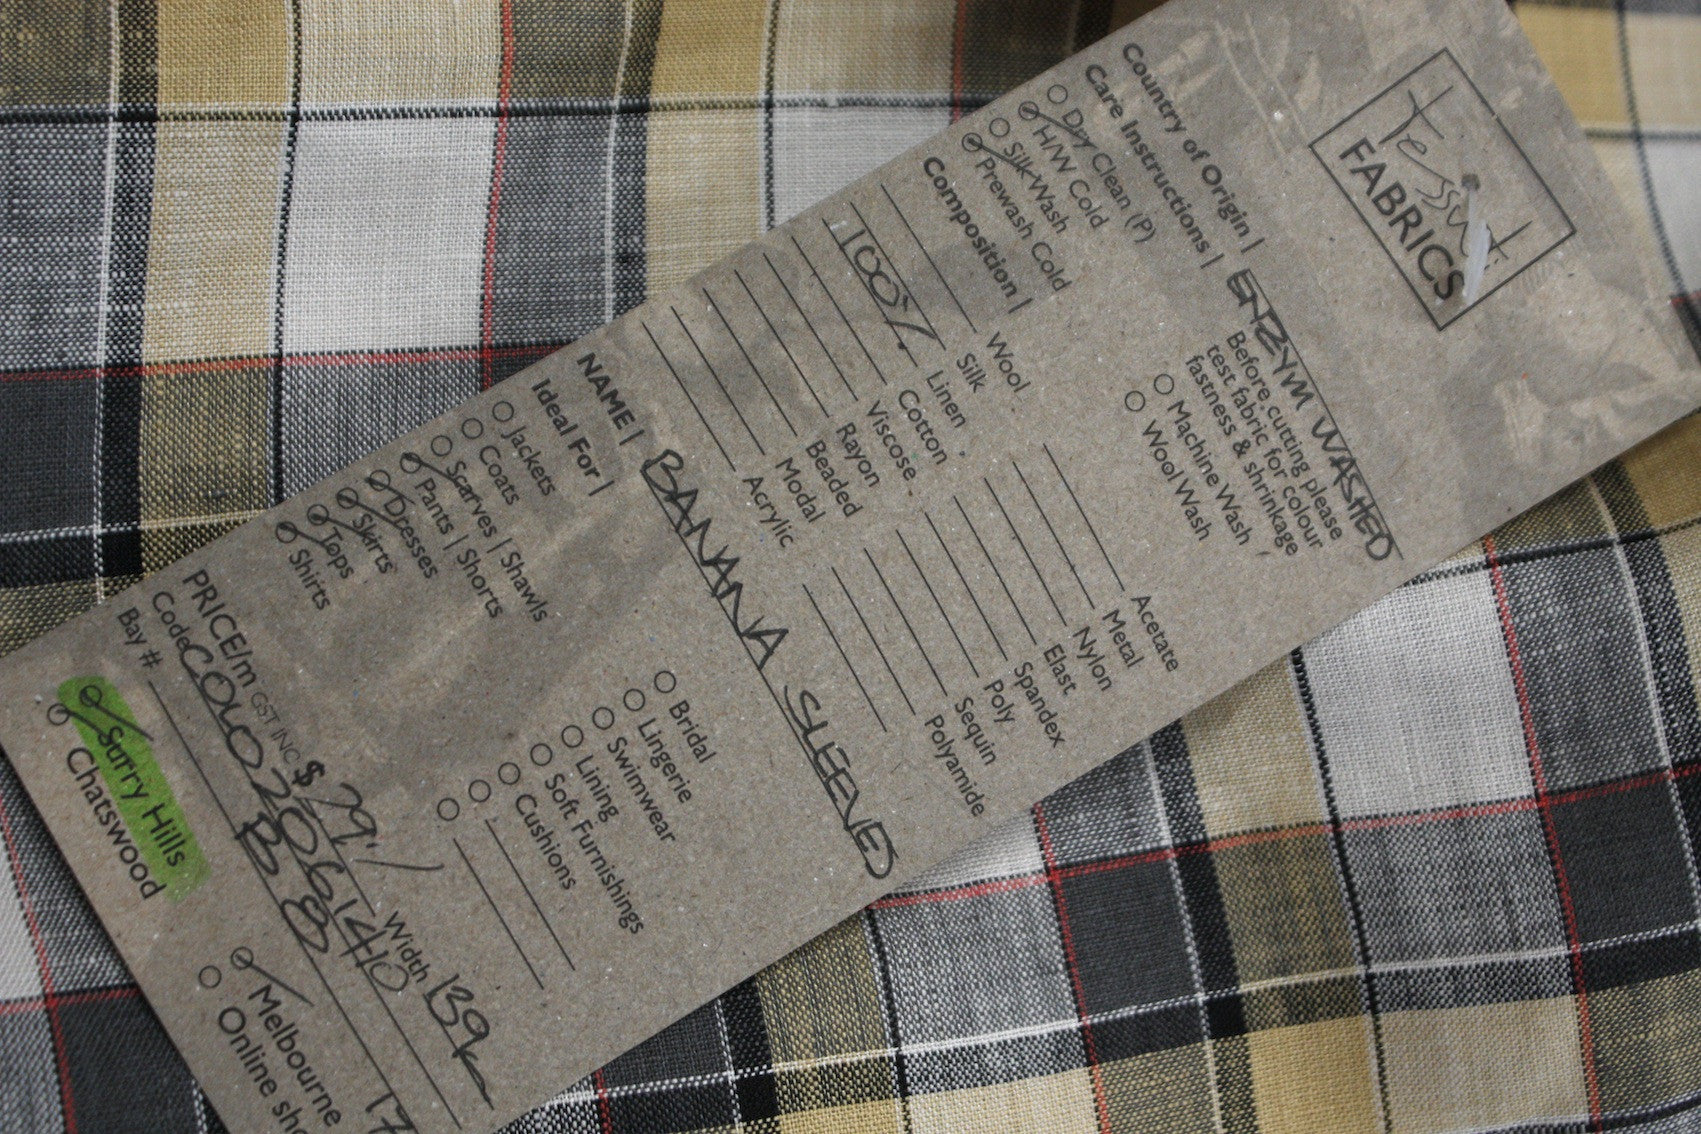 Tessuti
FABRICS
Country of Origin | ENZYM WASHED
Care Instructions | Before cutting please
test fabric for colour
fastness & shrinkage
Dry Clean (P)
H/W Cold
Silk Wash
Prewash Cold
Machine Wash
Wool Wash
Composition |
Wool
Silk
100% Linen
Cotton
Viscose
Rayon
Beaded
Modal
Acrylic
Acetate
Metal
Nylon
Elast
Spandex
Poly
Sequin
Polyamide
NAME | BANANA SLEEVED
Ideal For |
Jackets
Coats
Scarves | Shawls
Pants | Shorts
Dresses
Skirts
Tops
Shirts
Bridal
Lingerie
Swimwear
Lining
Soft Furnishings
Cushions
PRICE/m GST INC $29./ Width 139
Code
Bay # B8 17
Surry Hills
Chatswood
Melbourne
Online